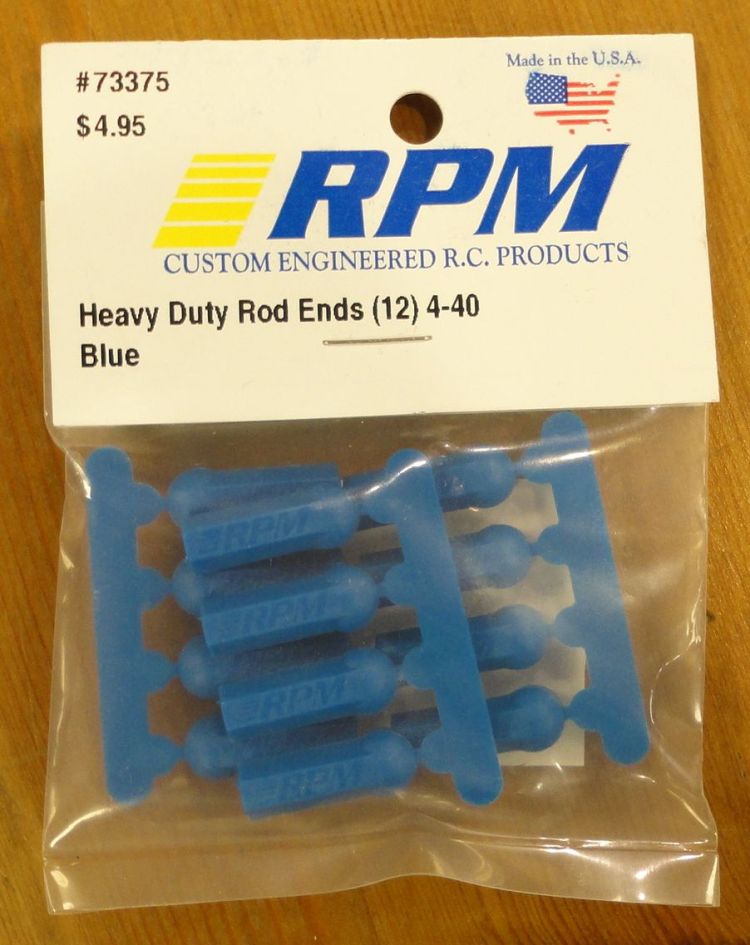 #73375
$4.95
Made in the U.S.A.
RPM
CUSTOM ENGINEERED R.C. PRODUCTS
Heavy Duty Rod Ends (12) 4-40
Blue
RPM
RPM
RPM
RPM